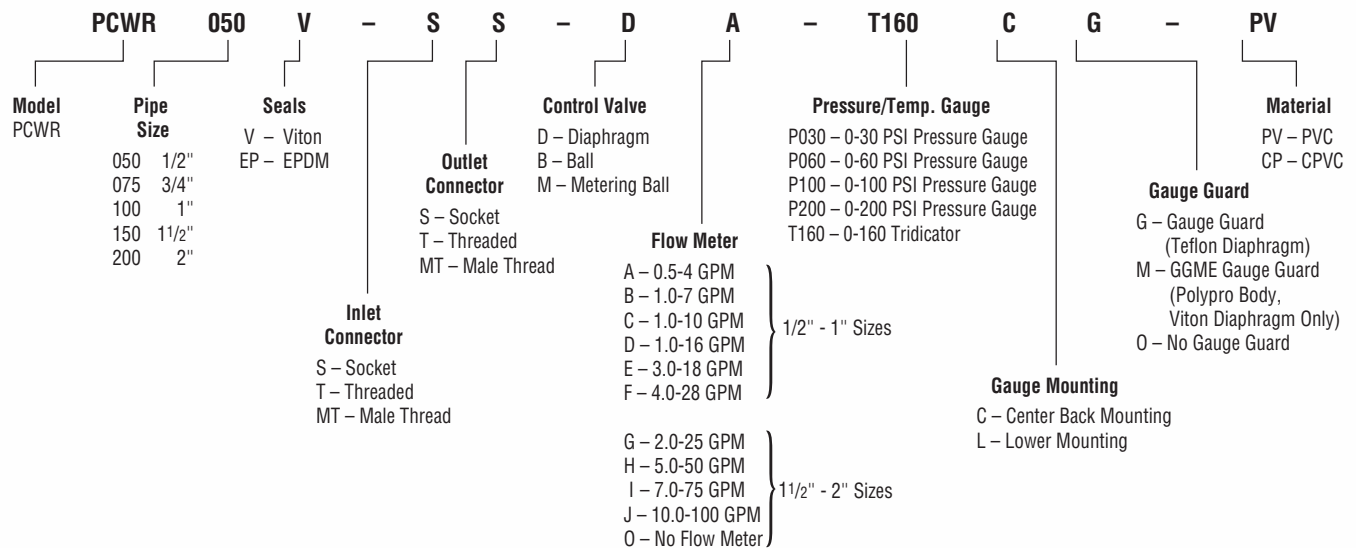 PCWR 050 V – S S – D A – T160 C G – PV
Model
PCWR
Pipe
Size
050 1/2"
075 3/4"
100 1"
150 11/2"
200 2"
Seals
V – Viton
EP – EPDM
Inlet
Connector
S – Socket
T – Threaded
MT – Male Thread
Outlet
Connector
S – Socket
T – Threaded
MT – Male Thread
Control Valve
D – Diaphragm
B – Ball
M – Metering Ball
Flow Meter
A – 0.5-4 GPM
B – 1.0-7 GPM
C – 1.0-10 GPM
D – 1.0-16 GPM
E – 3.0-18 GPM
F – 4.0-28 GPM
1/2" - 1" Sizes
G – 2.0-25 GPM
H – 5.0-50 GPM
I – 7.0-75 GPM
J – 10.0-100 GPM
O – No Flow Meter
11/2" - 2" Sizes
Pressure/Temp. Gauge
P030 – 0-30 PSI Pressure Gauge
P060 – 0-60 PSI Pressure Gauge
P100 – 0-100 PSI Pressure Gauge
P200 – 0-200 PSI Pressure Gauge
T160 – 0-160 Tridicator
Gauge Mounting
C – Center Back Mounting
L – Lower Mounting
Gauge Guard
G – Gauge Guard
(Teflon Diaphragm)
M – GGME Gauge Guard
(Polypro Body,
Viton Diaphragm Only)
O – No Gauge Guard
Material
PV – PVC
CP – CPVC